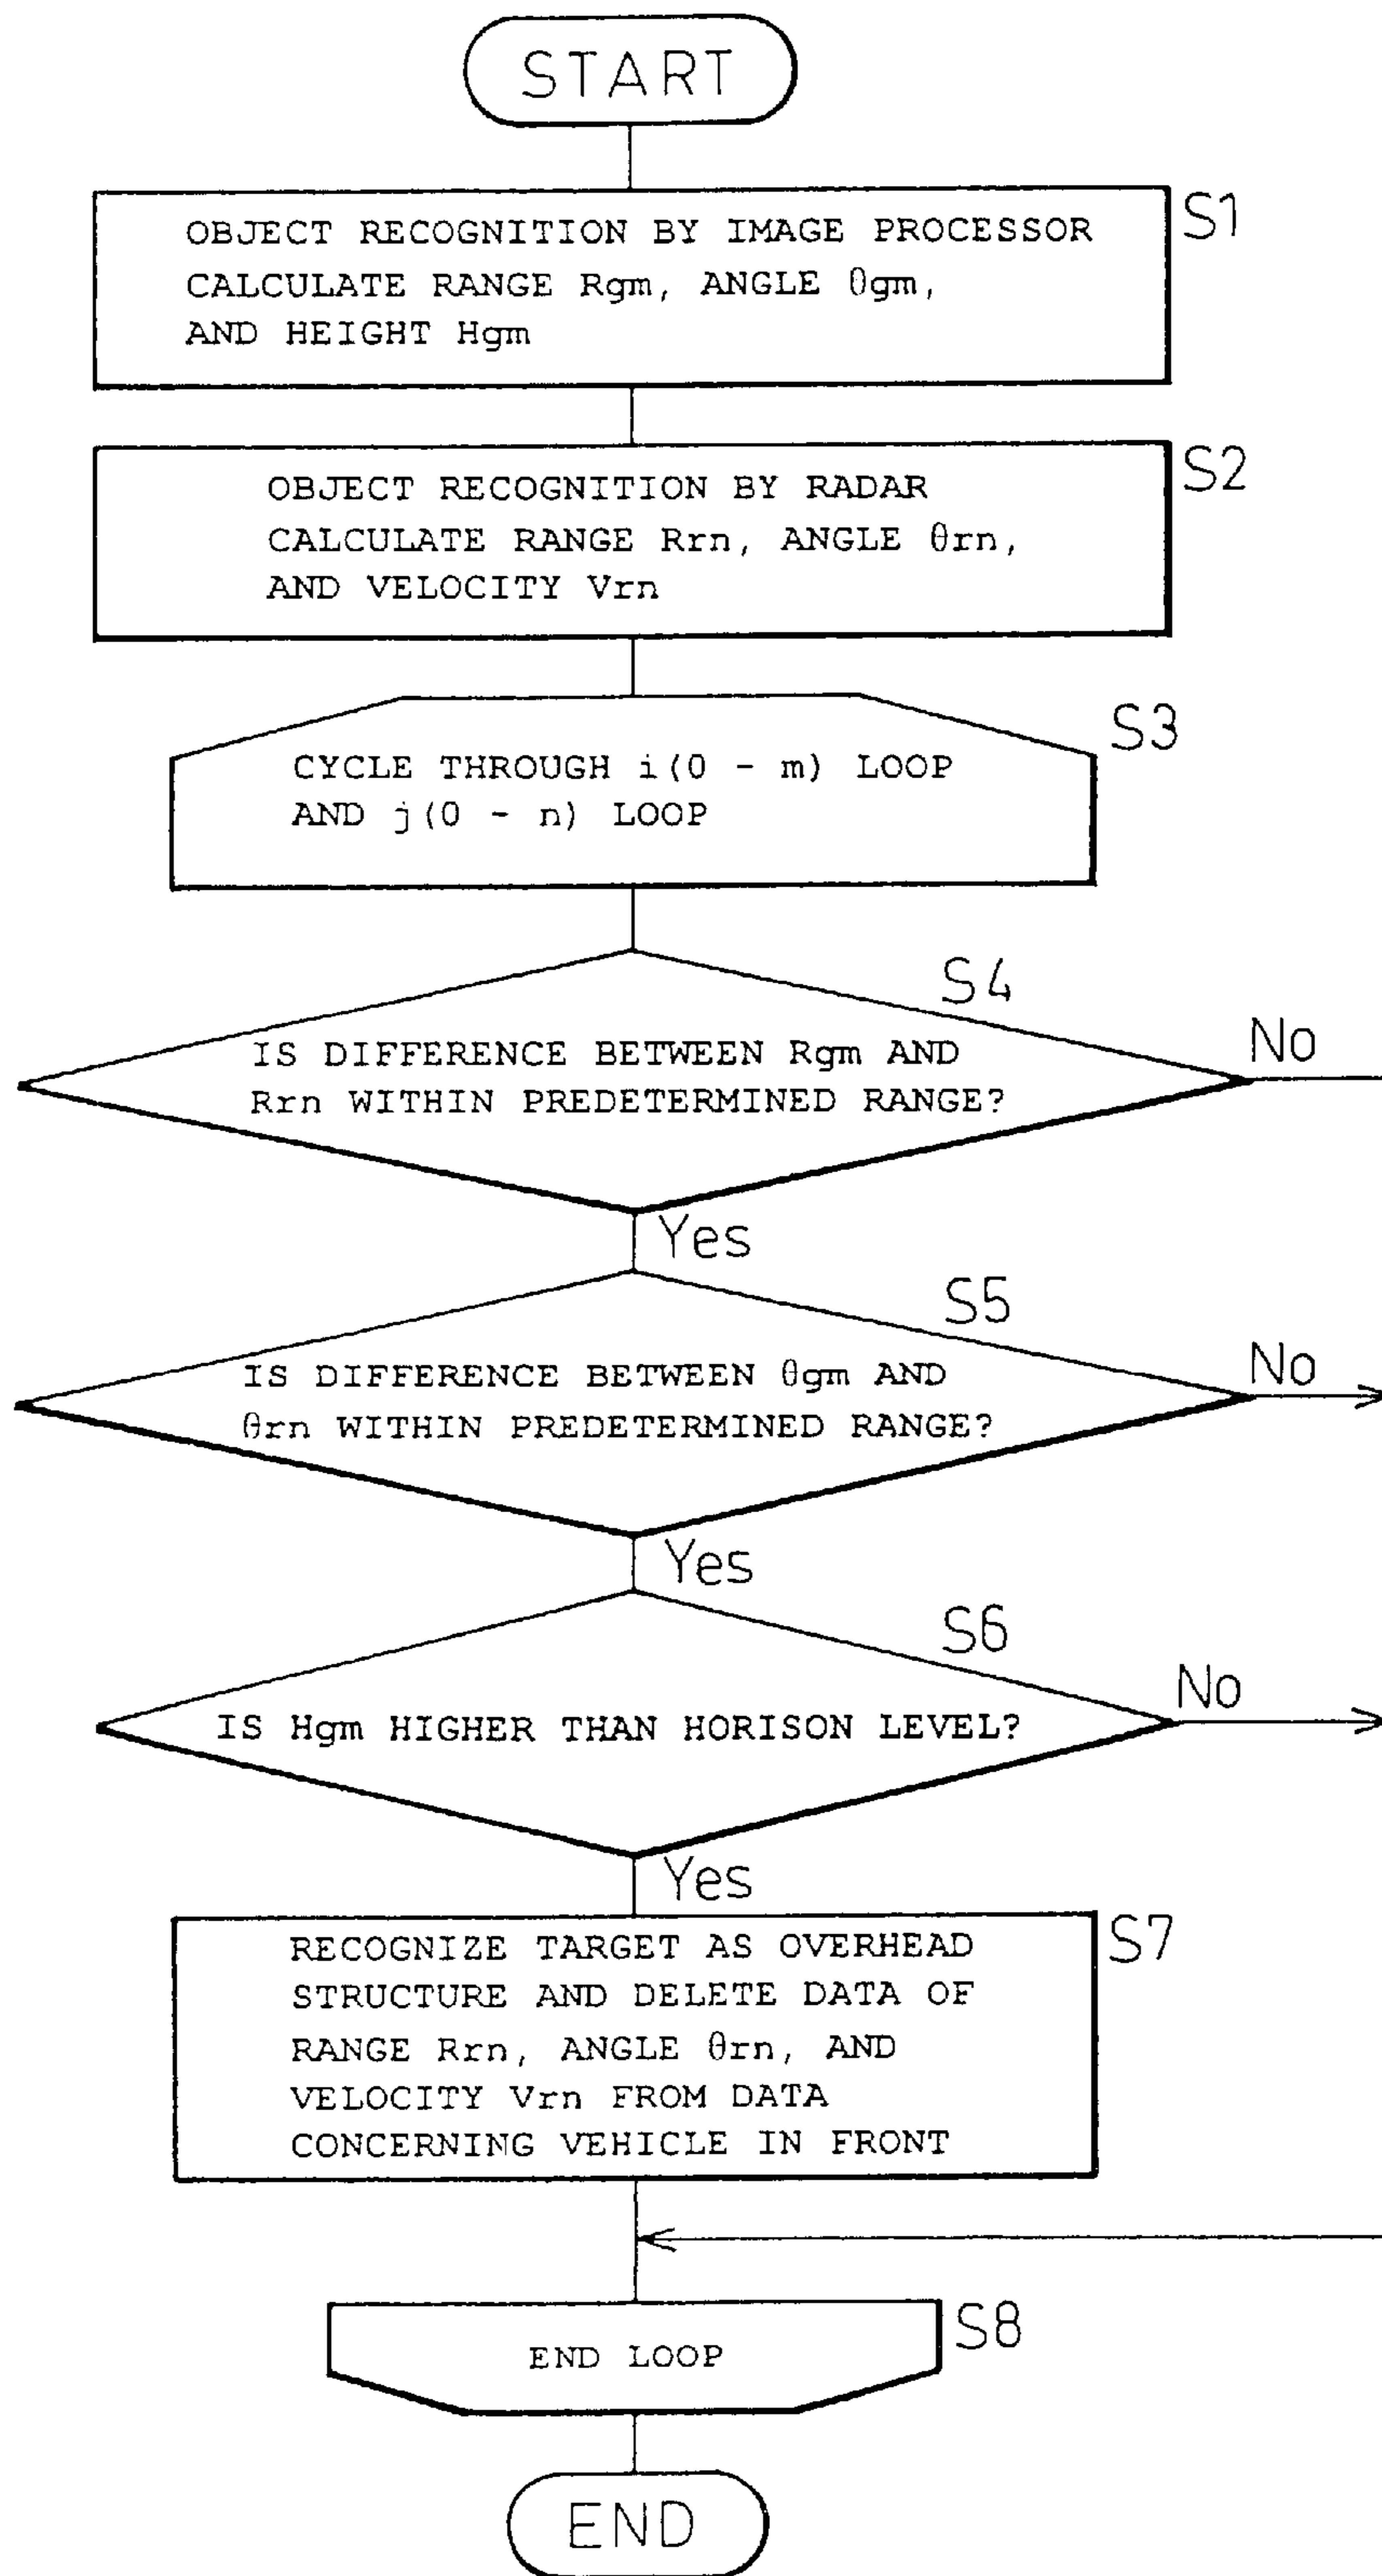 START
S1
OBJECT RECOGNITION BY IMAGE PROCESSOR
CALCULATE RANGE Rgm, ANGLE θgm,
AND HEIGHT Hgm
S2
OBJECT RECOGNITION BY RADAR
CALCULATE RANGE Rrn, ANGLE θrn,
AND VELOCITY Vrn
S3
CYCLE THROUGH i(0 - m) LOOP
AND j(0 - n) LOOP
S4
No
IS DIFFERENCE BETWEEN Rgm AND
Rrn WITHIN PREDETERMINED RANGE?
Yes
S5
No
IS DIFFERENCE BETWEEN θgm AND
θrn WITHIN PREDETERMINED RANGE?
Yes
S6
No
IS Hgm HIGHER THAN HORISON LEVEL?
Yes
S7
RECOGNIZE TARGET AS OVERHEAD
STRUCTURE AND DELETE DATA OF
RANGE Rrn, ANGLE θrn, AND
VELOCITY Vrn FROM DATA
CONCERNING VEHICLE IN FRONT
S8
END LOOP
END